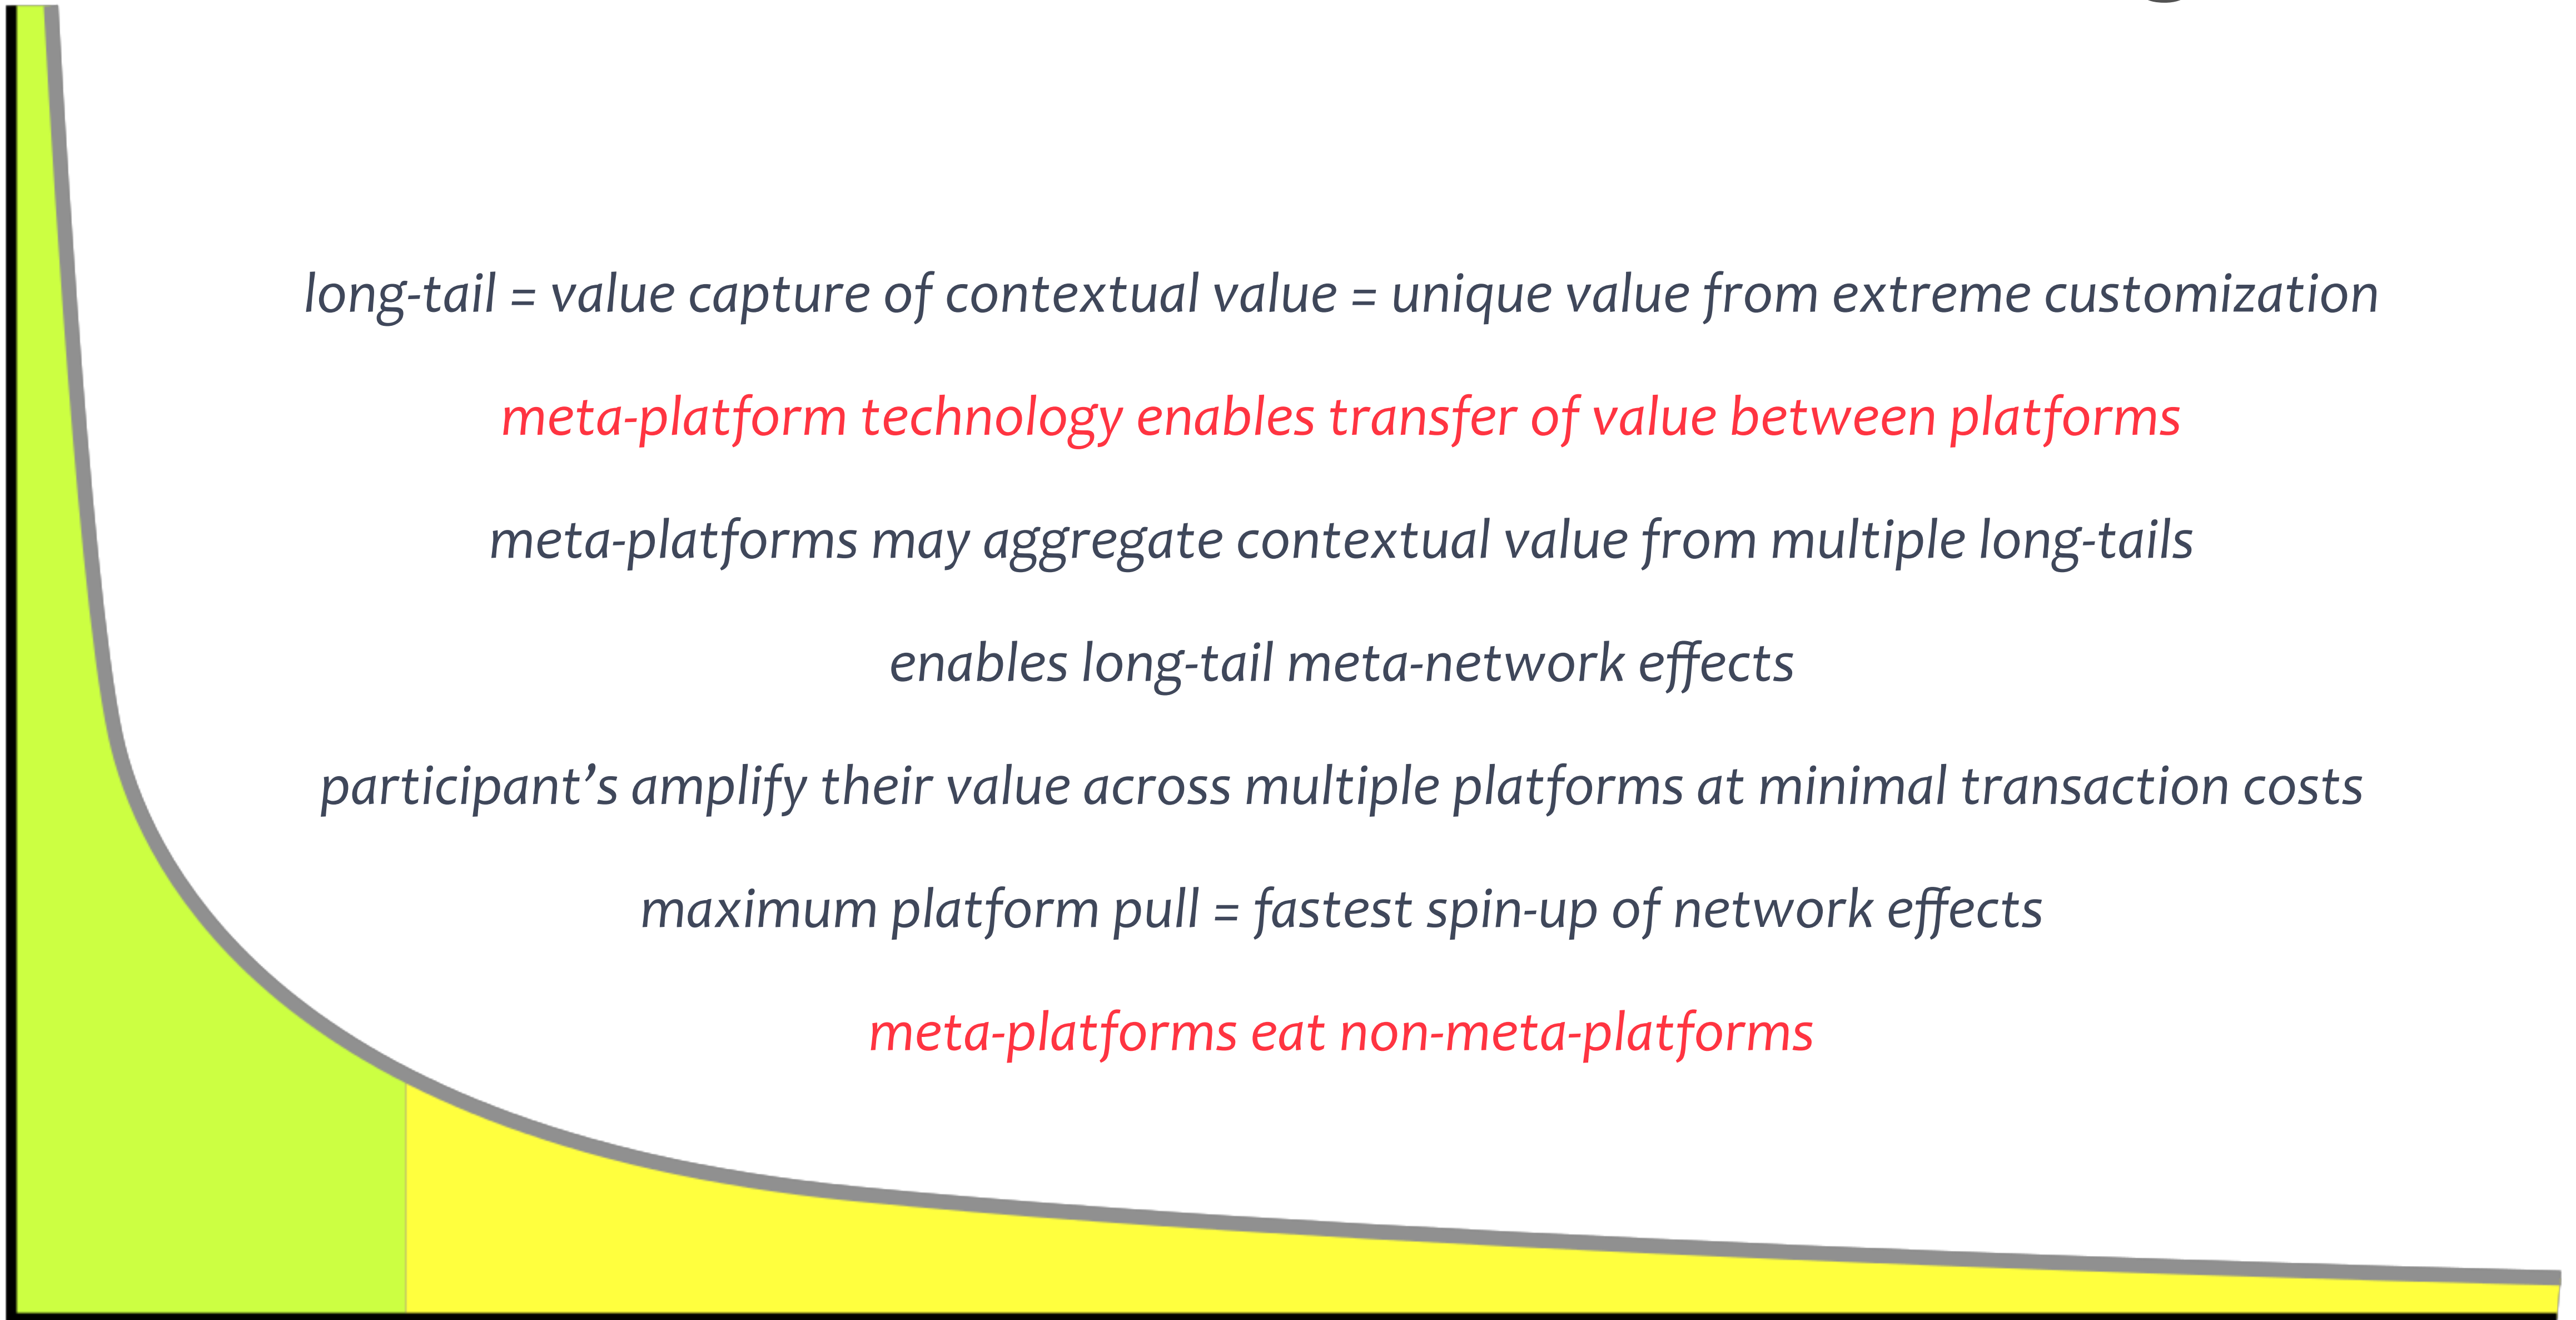 long-tail = value capture of contextual value = unique value from extreme customization
meta-platform technology enables transfer of value between platforms
meta-platforms may aggregate contextual value from multiple long-tails
enables long-tail meta-network effects
participant’s amplify their value across multiple platforms at minimal transaction costs
maximum platform pull = fastest spin-up of network effects
meta-platforms eat non-meta-platforms